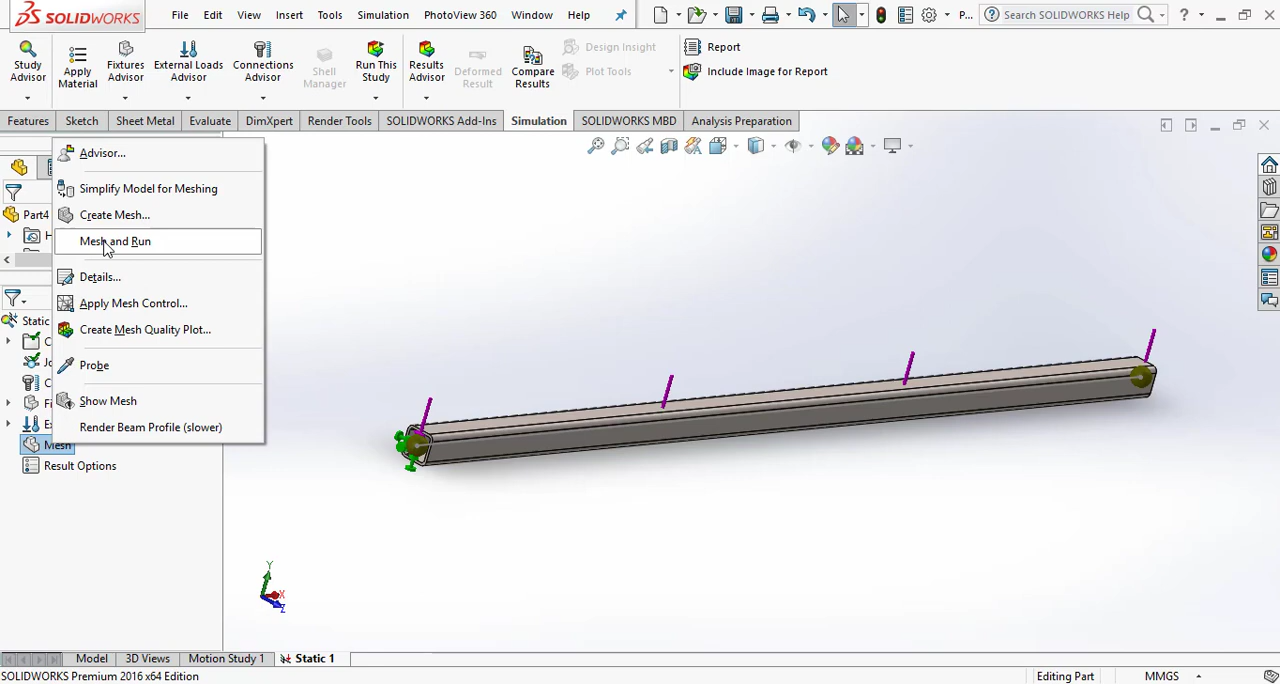 SOLIDWORKS File Edit View Insert Tools Simulation PhotoView 360 Window Help P... Search SOLIDWORKS Help ?
Study Advisor
Apply Material
Fixtures Advisor
External Loads Advisor
Connections Advisor
Shell Manager
Run This Study
Results Advisor
Deformed Result
Compare Results
Design Insight
Plot Tools
Report
Include Image for Report
Features Sketch Sheet Metal Evaluate DimXpert Render Tools SOLIDWORKS Add-Ins Simulation SOLIDWORKS MBD Analysis Preparation
Advisor...
Simplify Model for Meshing
Part4
Create Mesh...
H
Mesh and Run
Details...
Apply Mesh Control...
Static
Create Mesh Quality Plot...
C
Jo
Probe
C
Show Mesh
Fi
Ex
Render Beam Profile (slower)
Mesh
Result Options
Y
X
Z
Model 3D Views Motion Study 1 Static 1
SOLIDWORKS Premium 2016 x64 Edition Editing Part MMGS